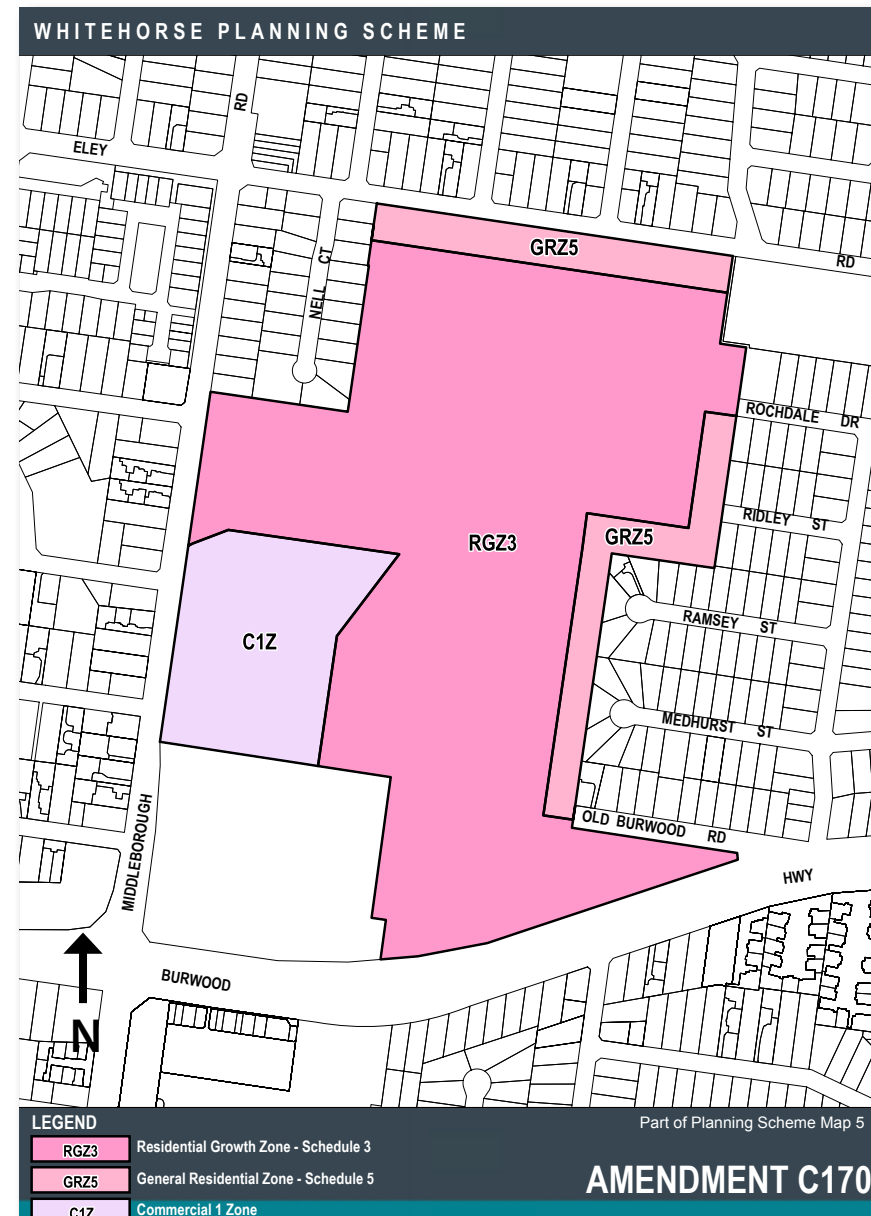 WHITEHORSE PLANNING SCHEME
RD
ELEY
GRZ5
RD
NELL CT
ROCHDALE DR
RIDLEY ST
GRZ5
RGZ3
RAMSEY ST
C1Z
MEDHURST ST
OLD BURWOOD RD
MIDDLEBOROUGH
HWY
BURWOOD
N
LEGEND
Part of Planning Scheme Map 5
RGZ3 Residential Growth Zone - Schedule 3
GRZ5 General Residential Zone - Schedule 5
AMENDMENT C170
C1Z Commercial 1 Zone